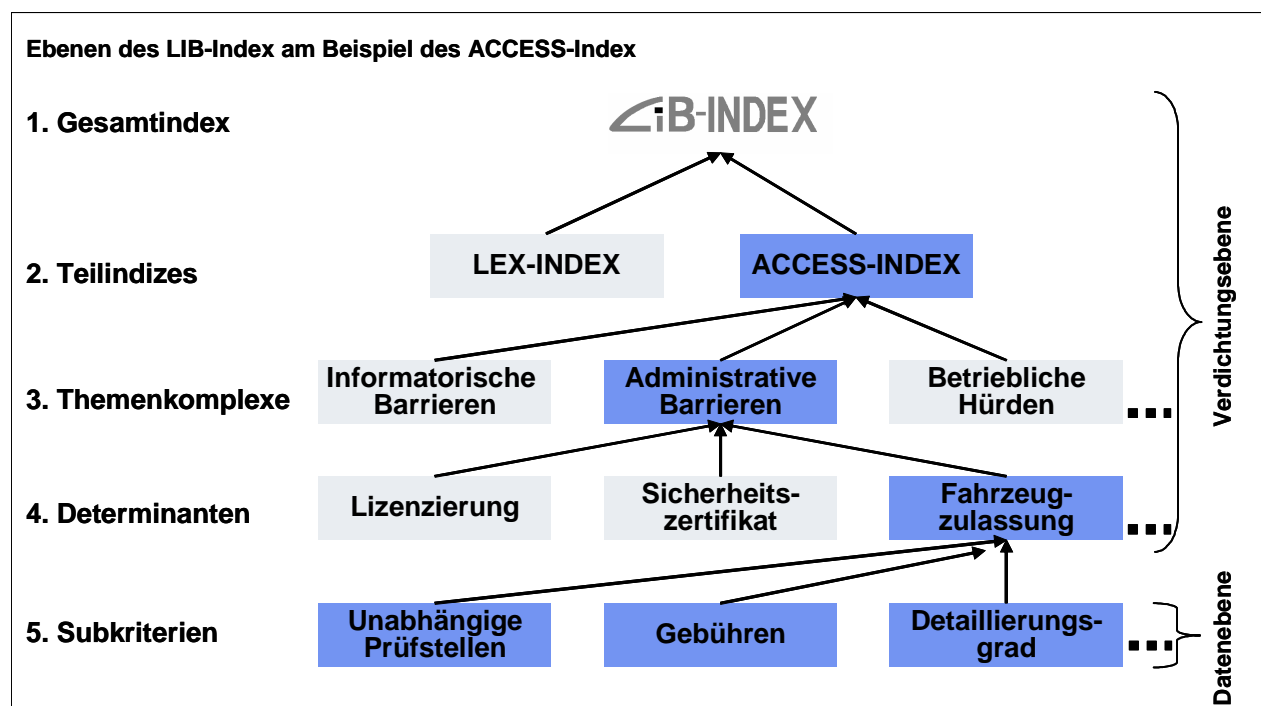 Ebenen des LIB-Index am Beispiel des ACCESS-Index
1. Gesamtindex
LiB-INDEX
2. Teilindizes
LEX-INDEX
ACCESS-INDEX
3. Themenkomplexe
Informatorische
Barrieren
Administrative
Barrieren
Betriebliche
Hürden
...
4. Determinanten
Lizenzierung
Sicherheits-
zertifikat
Fahrzeug-
zulassung
...
Verdichtungsebene
5. Subkriterien
Unabhängige
Prüfstellen
Gebühren
Detaillierungs-
grad
...
Datenebene